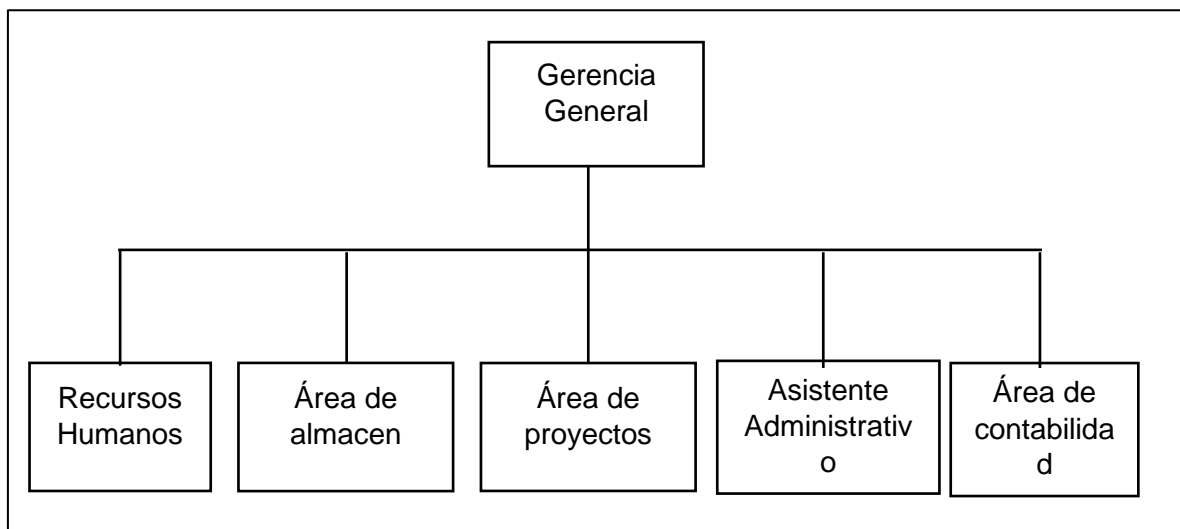 Gerencia
General
Recursos
Humanos
Área de
almacen
Área de
proyectos
Asistente
Administrativ
o
Área de
contabilida
d